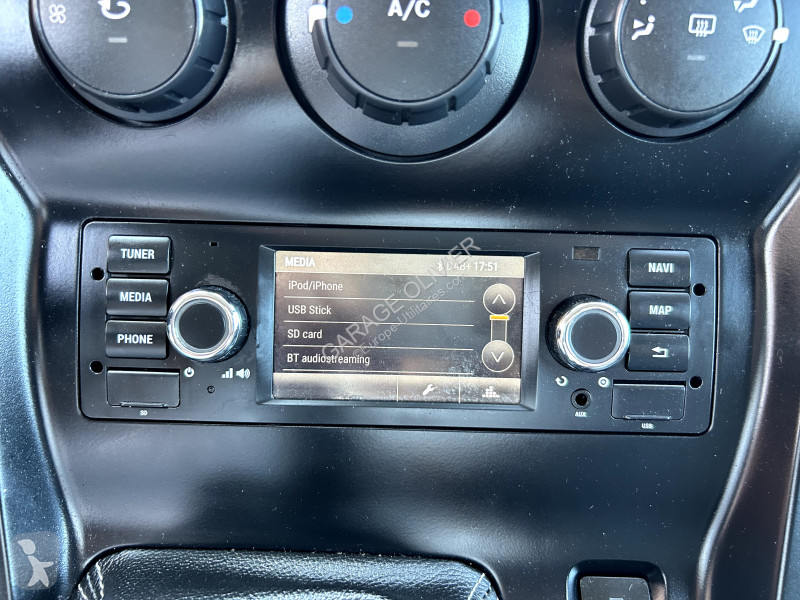 A/C
TUNER
MEDIA
PHONE
SD
MEDIA
17:51
iPod/iPhone
USB Stick
SD card
BT audiostreaming
GARAGE OLIVIER
NAVI
MAP
AUX
USB